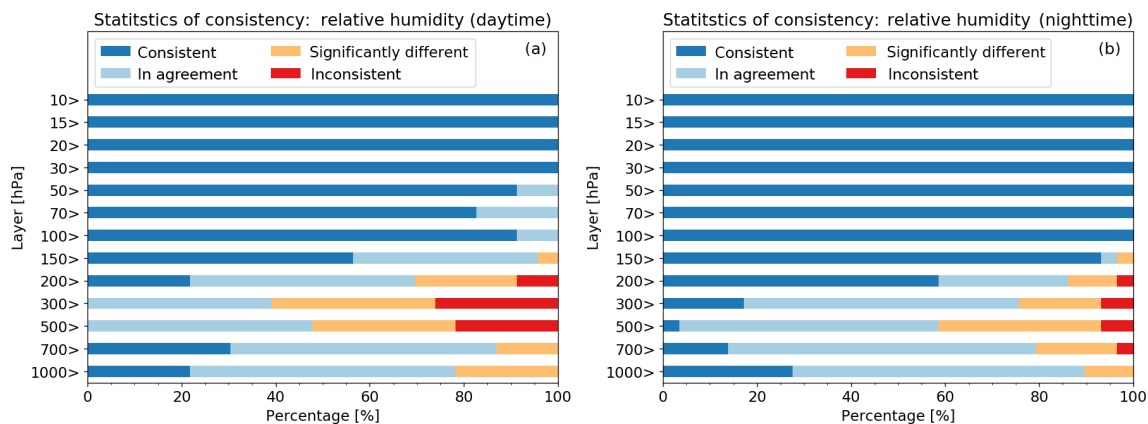 Statitstics of consistency: relative humidity (daytime)
Consistent
Significantly different
(a)
In agreement
Inconsistent
10>
15>
20>
30>
50>
70>
100>
150>
200>
300>
500>
700>
1000>
Layer [hPa]
0 20 40 60 80 100
Percentage [%]
Statitstics of consistency: relative humidity (nighttime)
Consistent
Significantly different
(b)
In agreement
Inconsistent
10>
15>
20>
30>
50>
70>
100>
150>
200>
300>
500>
700>
1000>
Layer [hPa]
0 20 40 60 80 100
Percentage [%]